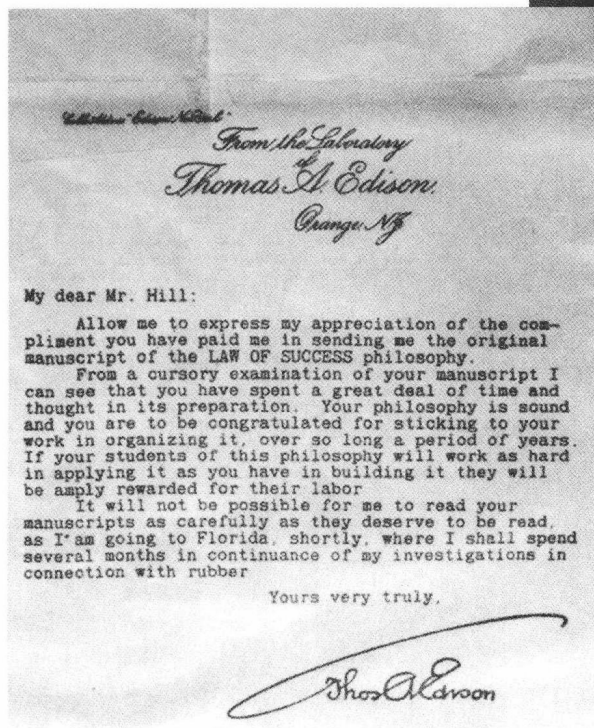 From the Laboratory
of
Thomas A. Edison.
Orange, NJ
My dear Mr. Hill:
Allow me to express my appreciation of the com-
pliment you have paid me in sending me the original
manuscript of the LAW OF SUCCESS philosophy.
From a cursory examination of your manuscript I
can see that you have spent a great deal of time and
thought in its preparation. Your philosophy is sound
and you are to be congratulated for sticking to your
work in organizing it, over so long a period of years.
If your students of this philosophy will work as hard
in applying it as you have in building it they will
be amply rewarded for their labor
It will not be possible for me to read your
manuscripts as carefully as they deserve to be read,
as I'am going to Florida, shortly, where I shall spend
several months in continuance of my investigations in
connection with rubber
Yours very truly,
Thos A Edison